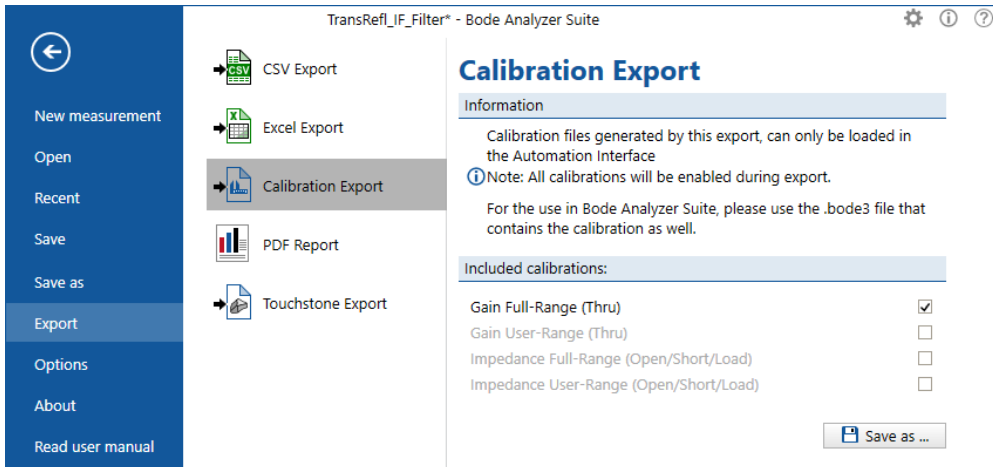 TransRefl_IF_Filter* - Bode Analyzer Suite
New measurement
Open
Recent
Save
Save as
Export
Options
About
Read user manual
CSV
CSV Export
X
Excel Export
Calibration Export
PDF Report
Touchstone Export
Calibration Export
Information
Calibration files generated by this export, can only be loaded in
the Automation Interface
Note: All calibrations will be enabled during export.
For the use in Bode Analyzer Suite, please use the .bode3 file that
contains the calibration as well.
Included calibrations:
Gain Full-Range (Thru)
Gain User-Range (Thru)
Impedance Full-Range (Open/Short/Load)
Impedance User-Range (Open/Short/Load)
Save as ...